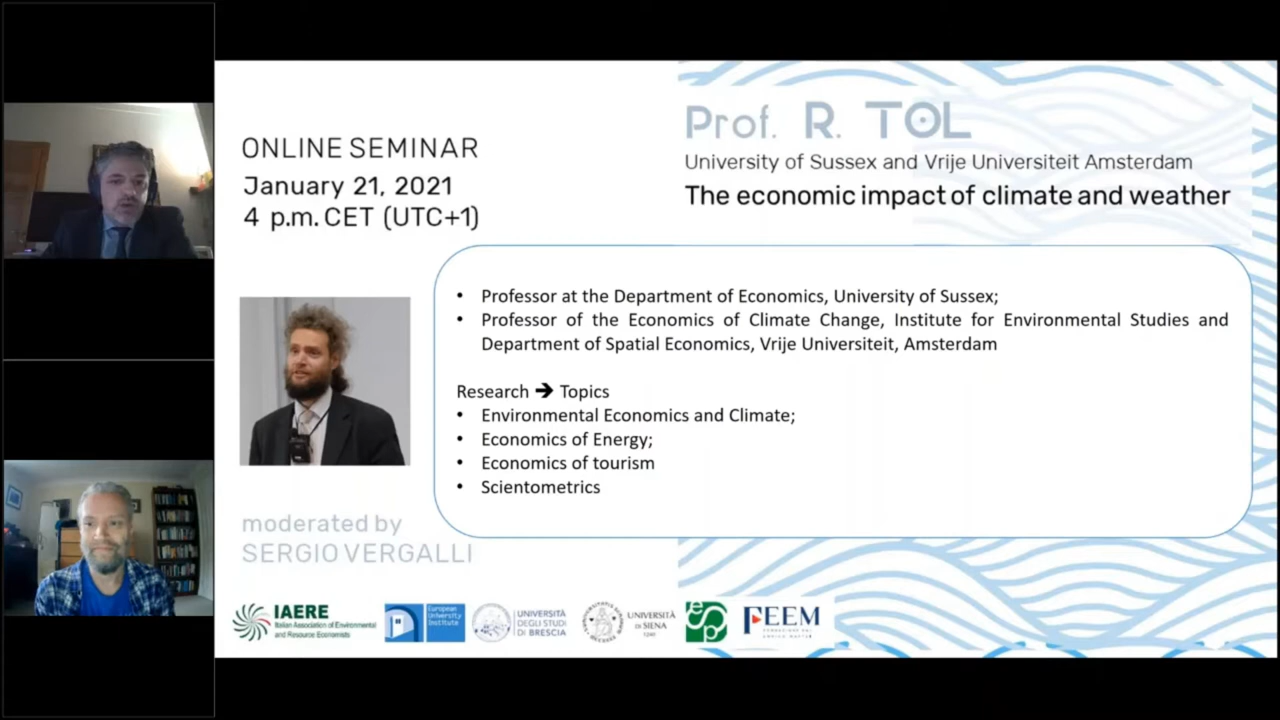 ONLINE SEMINAR
January 21, 2021
4 p.m. CET (UTC+1)
Prof. R. TOL
University of Sussex and Vrije Universiteit Amsterdam
The economic impact of climate and weather
• Professor at the Department of Economics, University of Sussex;
• Professor of the Economics of Climate Change, Institute for Environmental Studies and
Department of Spatial Economics, Vrije Universiteit, Amsterdam
Research ➔ Topics
• Environmental Economics and Climate;
• Economics of Energy;
• Economics of tourism
• Scientometrics
moderated by
SERGIO VERGALLI
IAERE
Italian Association of Environmental
and Resource Economists
European
University
Institute
UNIVERSITÀ
DEGLI STUDI
DI BRESCIA
UNIVERSITÀ
DI SIENA
1240
esp
FEEM